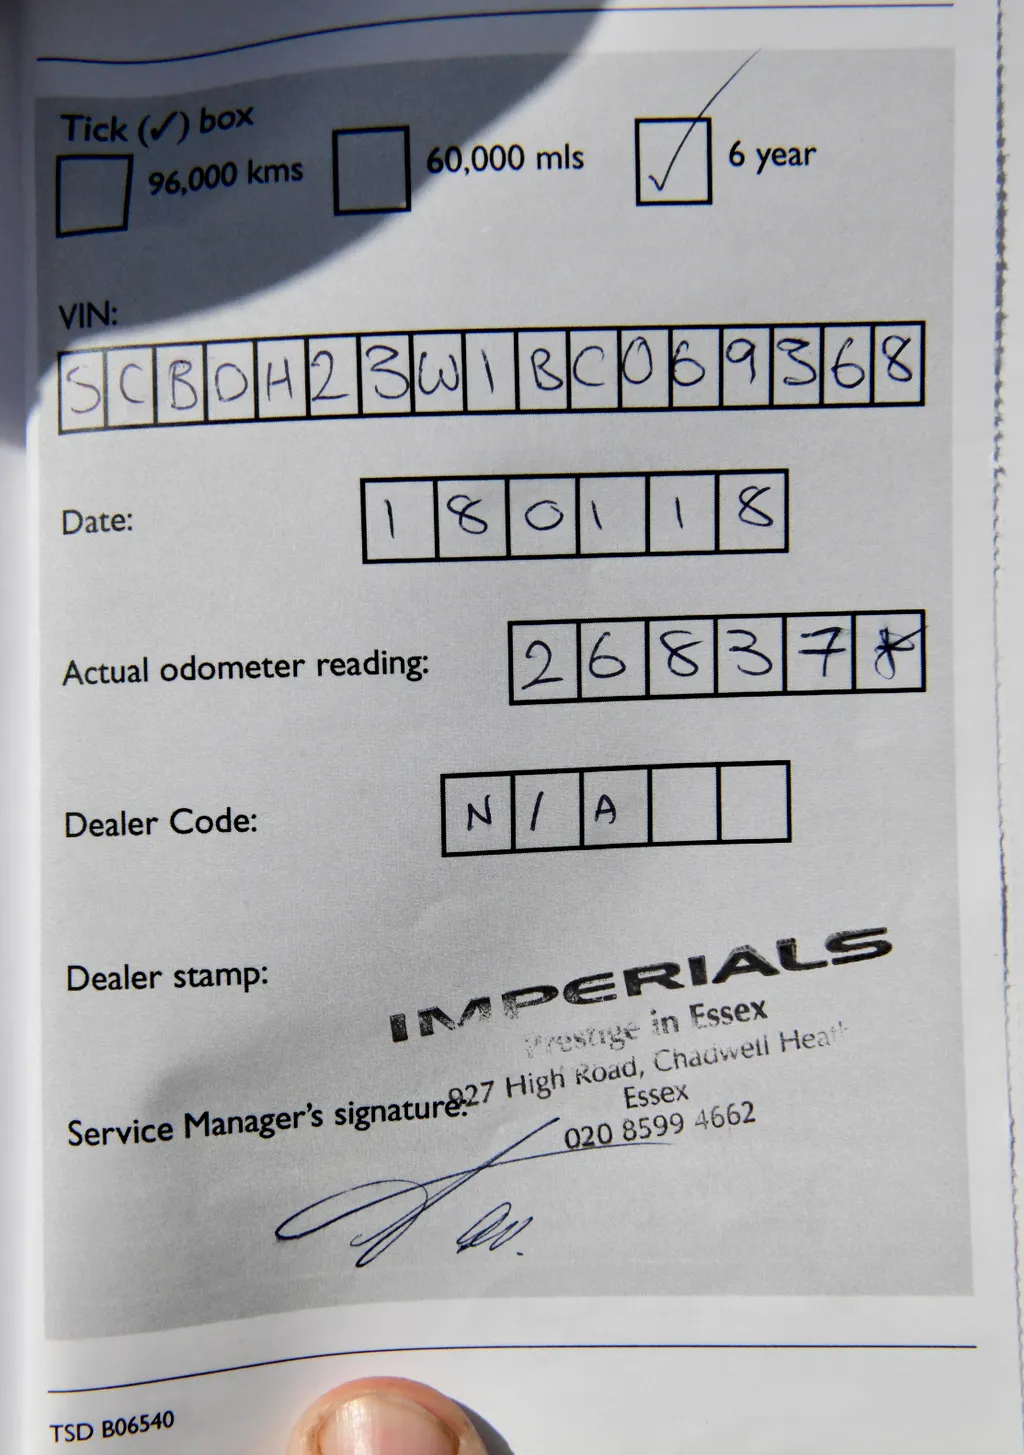 Tick (✓) box
96,000 kms 60,000 mls ✓ 6 year
VIN:
SCBDH23W1BC069368
Date: 180118
Actual odometer reading: 26837
Dealer Code: N/A
Dealer stamp:
IMPERIALS
Prestige in Essex
927 High Road, Chadwell Heath
Essex
020 8599 4662
Service Manager's signature:
TSD B06540